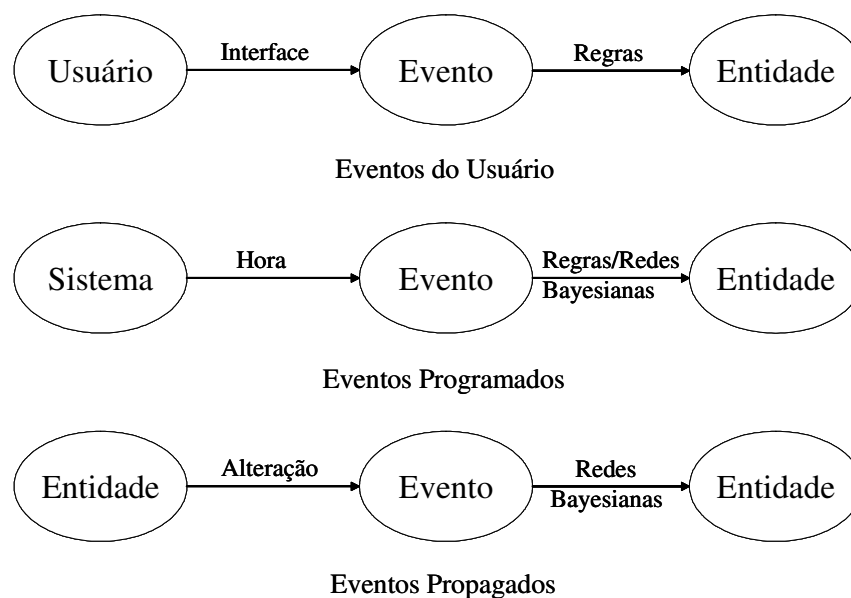 Usuário
Interface
Evento
Regras
Entidade
Eventos do Usuário
Sistema
Hora
Evento
Regras/Redes
Bayesianas
Entidade
Eventos Programados
Entidade
Alteração
Evento
Redes
Bayesianas
Entidade
Eventos Propagados